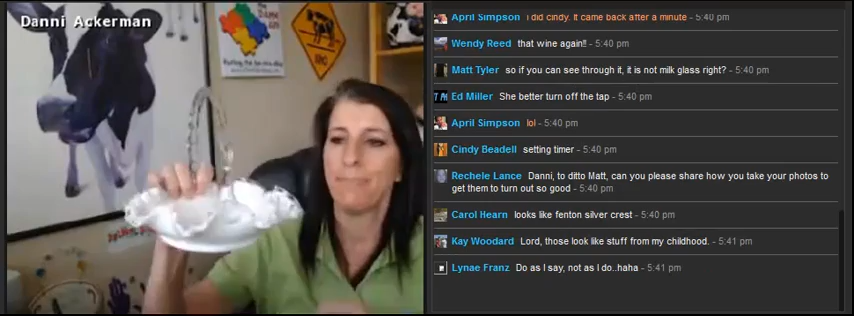 Danni Ackerman
April Simpson I did cindy. it came back after a minute - 5:40 pm
Wendy Reed that wine again!! - 5:40 pm
Matt Tyler so if you can see through it, it is not milk glass right? - 5:40 pm
Ed Miller She better turn off the tap - 5:40 pm
April Simpson lol - 5:40 pm
Cindy Beadell setting timer - 5:40 pm
Rechele Lance Danni, to ditto Matt, can you please share how you take your photos to
get them to turn out so good - 5:40 pm
Carol Hearn looks like fenton silver crest - 5:40 pm
Kay Woodard Lord, those look like stuff from my childhood. - 5:41 pm
Lynae Franz Do as I say, not as I do..haha - 5:41 pm